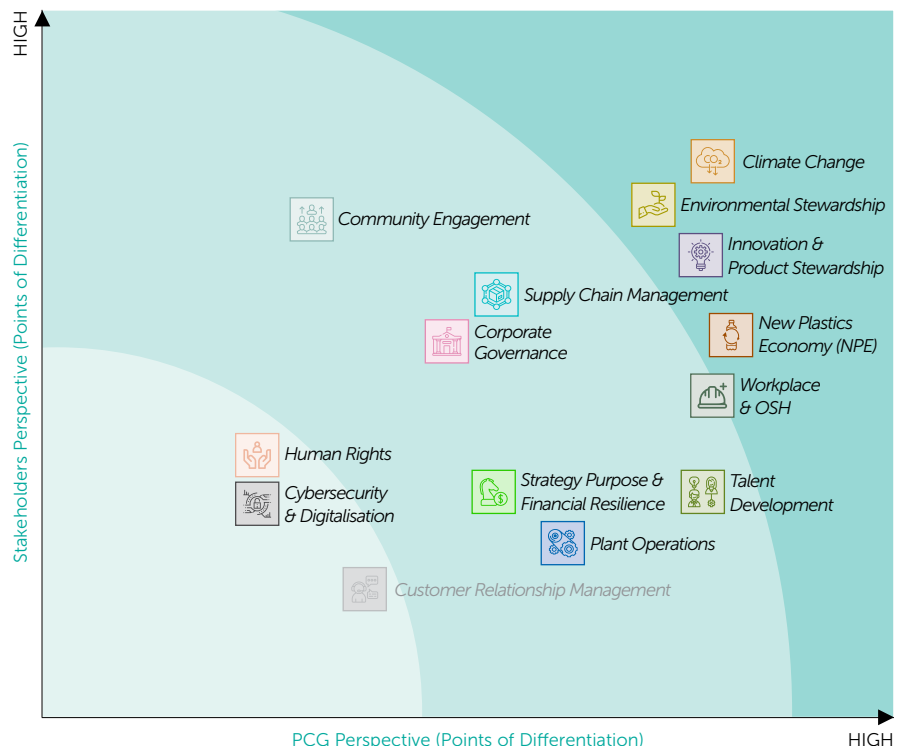 HIGH
Stakeholders Perspective (Points of Differentiation)
CO₂
Climate Change
Environmental Stewardship
Community Engagement
Innovation &
Product Stewardship
Supply Chain Management
Corporate
Governance
New Plastics
Economy (NPE)
Workplace
& OSH
Human Rights
Cybersecurity
& Digitalisation
Strategy Purpose &
Financial Resilience
$
Talent
Development
Plant Operations
Customer Relationship Management
PCG Perspective (Points of Differentiation)
HIGH